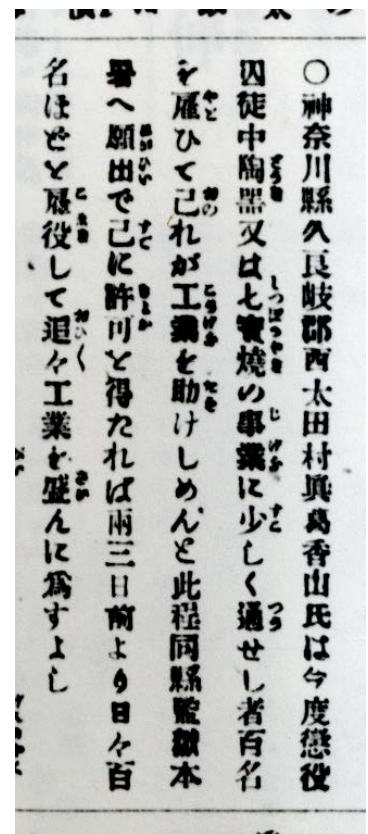 ○神奈川縣久良岐郡西太田村眞葛香山氏は今度懲役
囚徒中陶器又は七寳燒の事業に少しく通せし者百名
を雇ひて己れが工業を助けしめんと此程同縣監獄本
署へ願出で已に許可を得たれば兩三日前より日々百
名ほどを雇役して追々工業を盛んに爲すよし